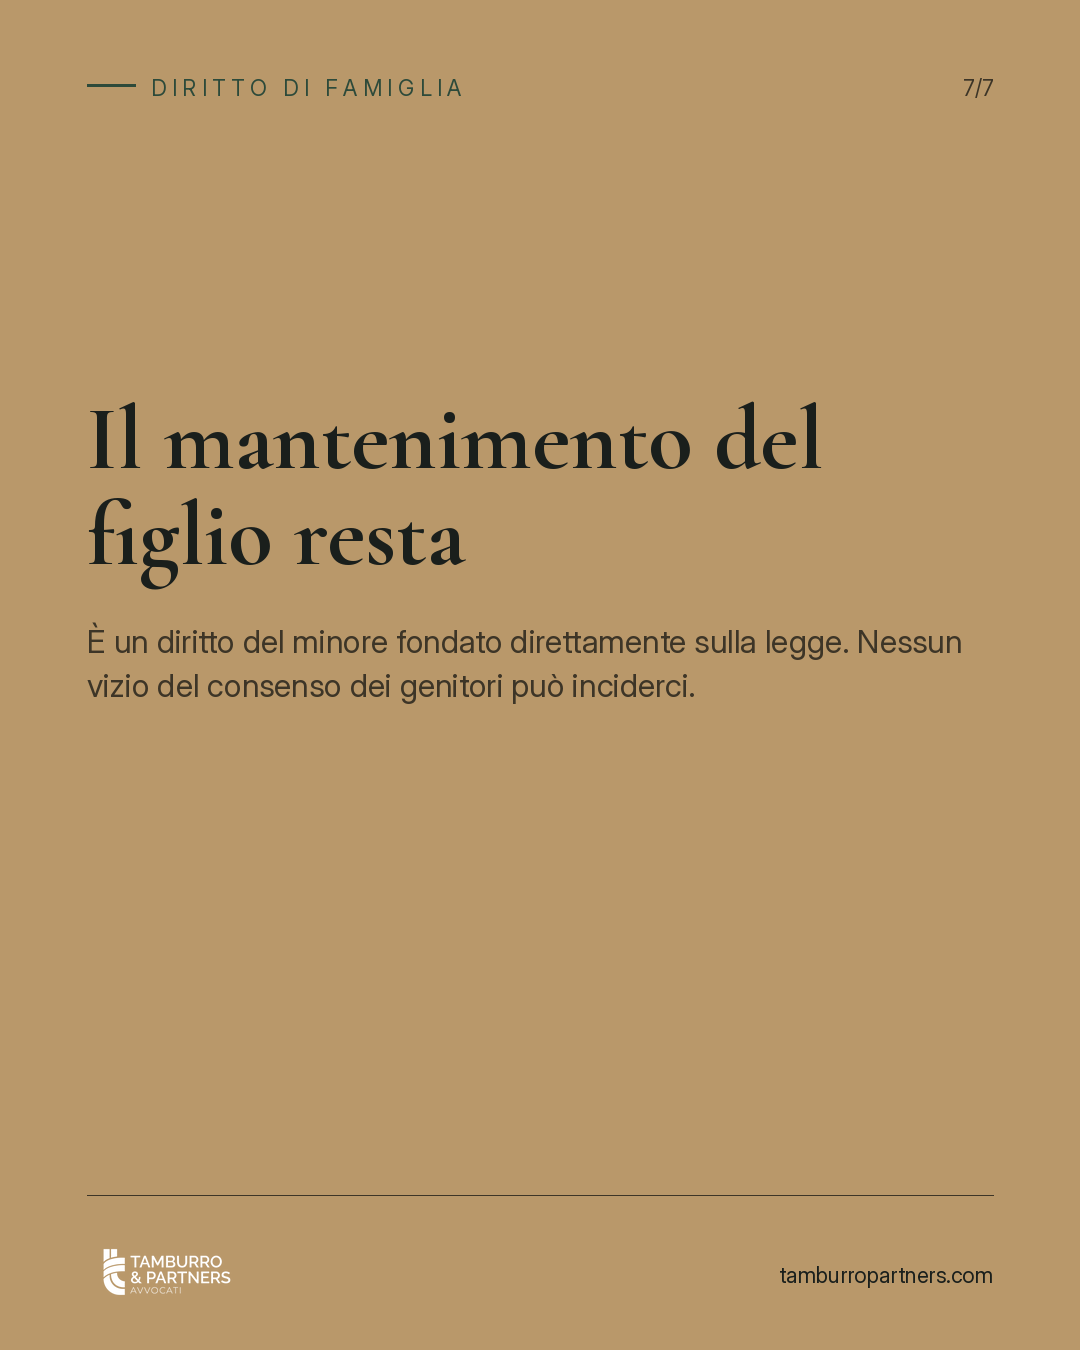 DIRITTO DI FAMIGLIA
7/7
Il mantenimento del
figlio resta
È un diritto del minore fondato direttamente sulla legge. Nessun
vizio del consenso dei genitori può inciderci.
TAMBURRO
& PARTNERS
AVVOCATI
tamburropartners.com